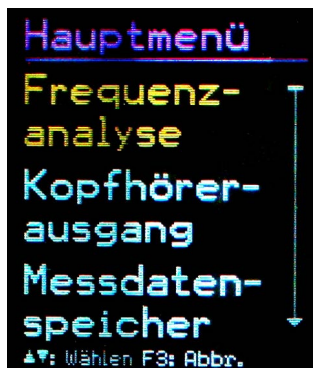 Hauptmenü
Frequenz-
analyse
Kopfhörer-
ausgang
Messdaten-
speicher
▲▼: Wählen F3: Abbr.